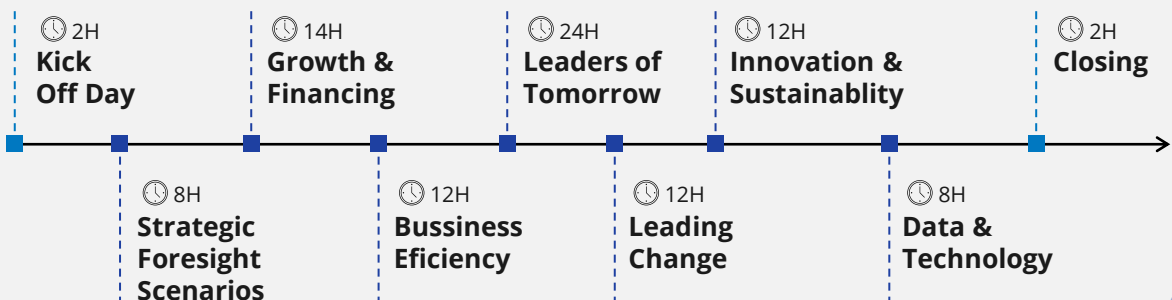 2H
Kick
Off Day
14H
Growth &
Financing
24H
Leaders of
Tomorrow
12H
Innovation &
Sustainablity
2H
Closing
8H
Strategic
Foresight
Scenarios
12H
Bussiness
Eficiency
12H
Leading
Change
8H
Data &
Technology